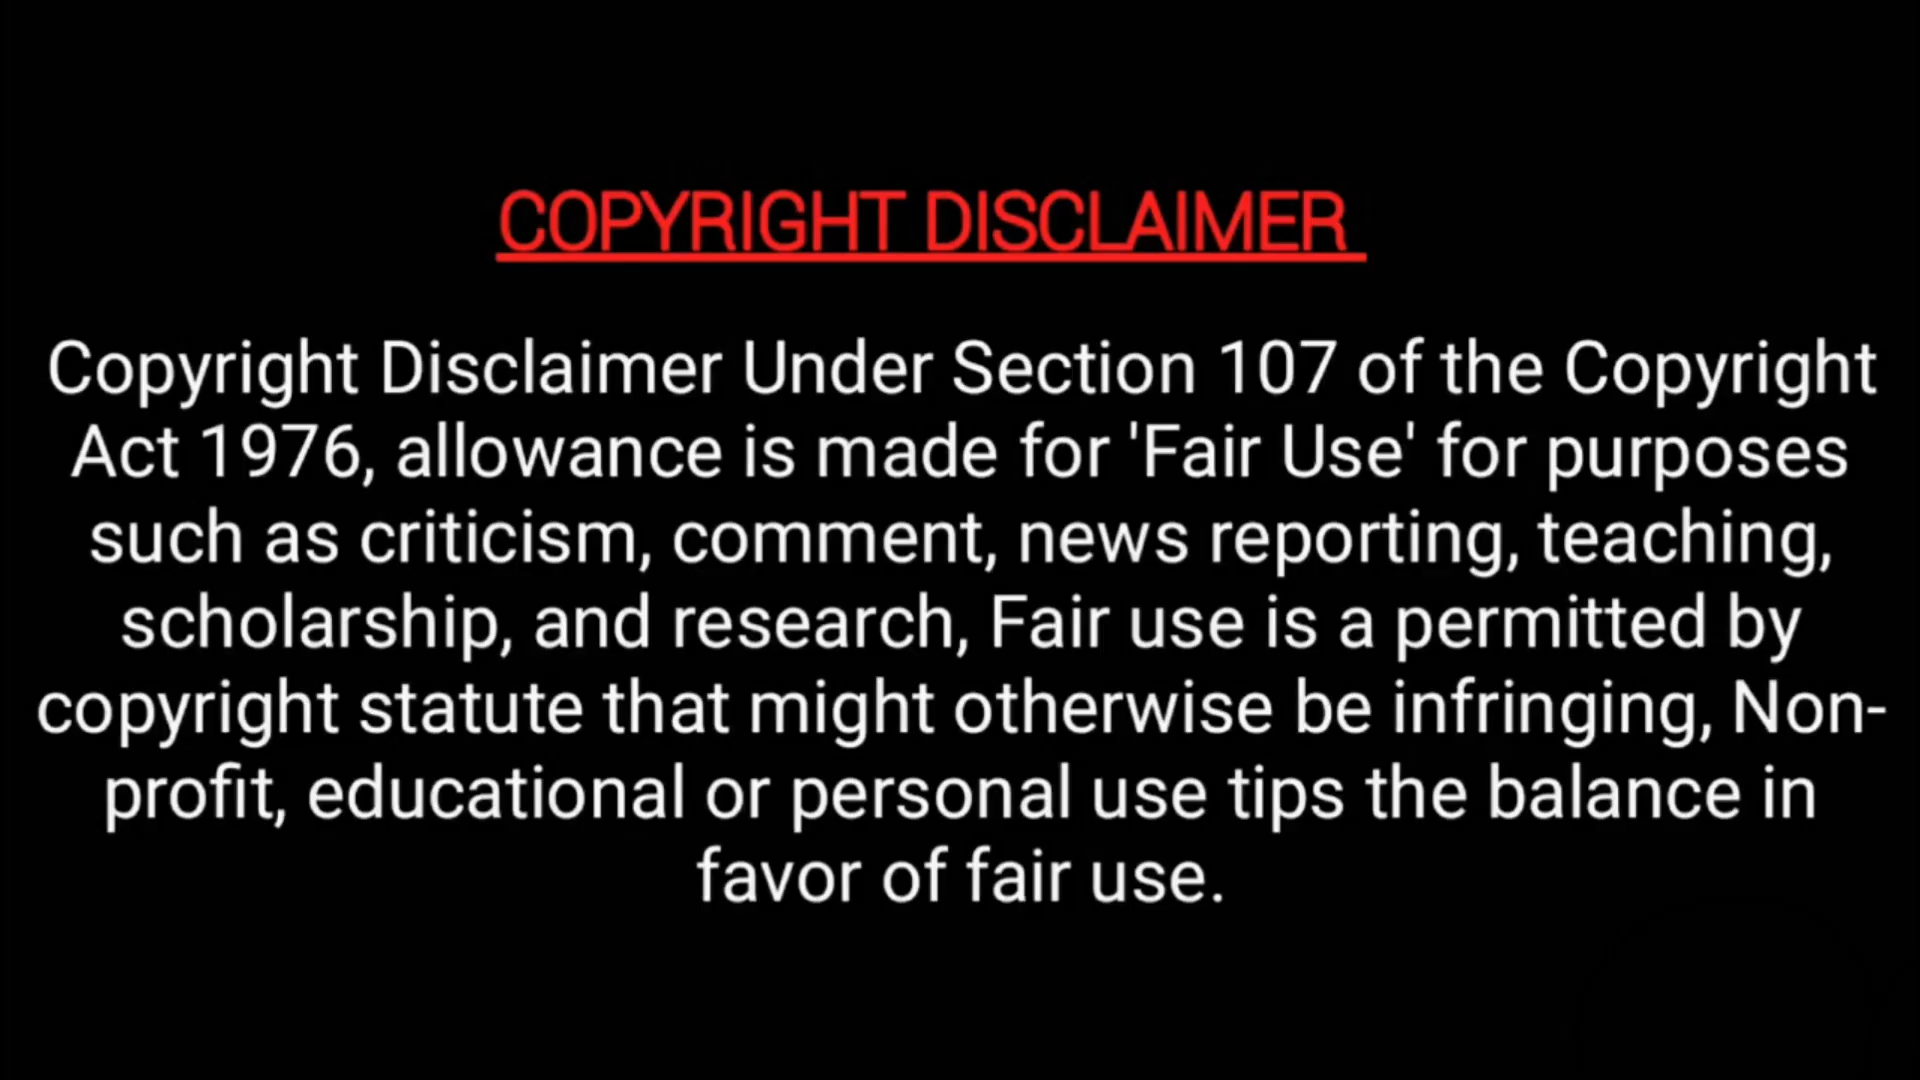 COPYRIGHT DISCLAIMER
Copyright Disclaimer Under Section 107 of the Copyright
Act 1976, allowance is made for 'Fair Use' for purposes
such as criticism, comment, news reporting, teaching,
scholarship, and research, Fair use is a permitted by
copyright statute that might otherwise be infringing, Non-
profit, educational or personal use tips the balance in
favor of fair use.